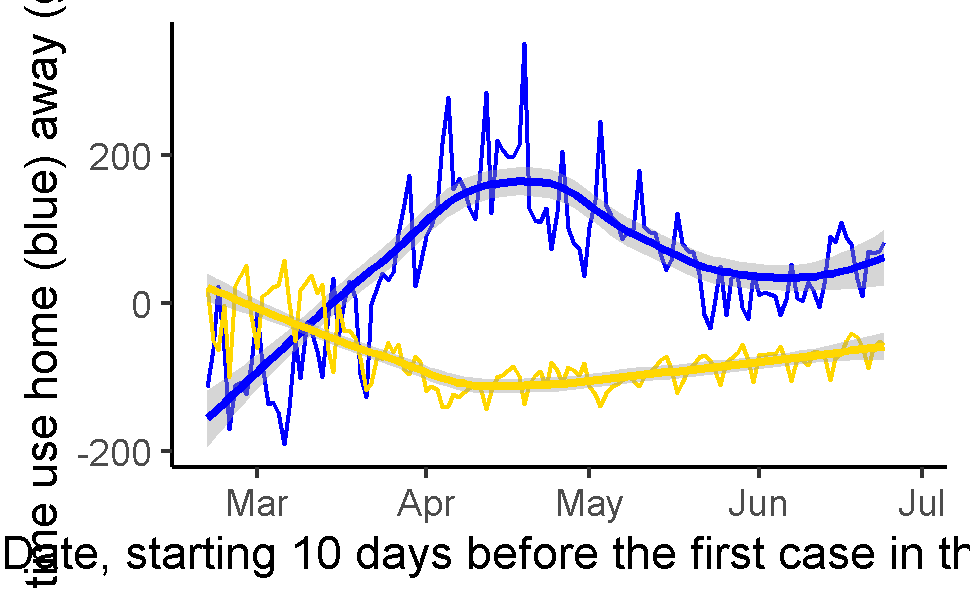 time use home (blue) away (
200
0
-200
Mar Apr May Jun Jul
Date, starting 10 days before the first case in th